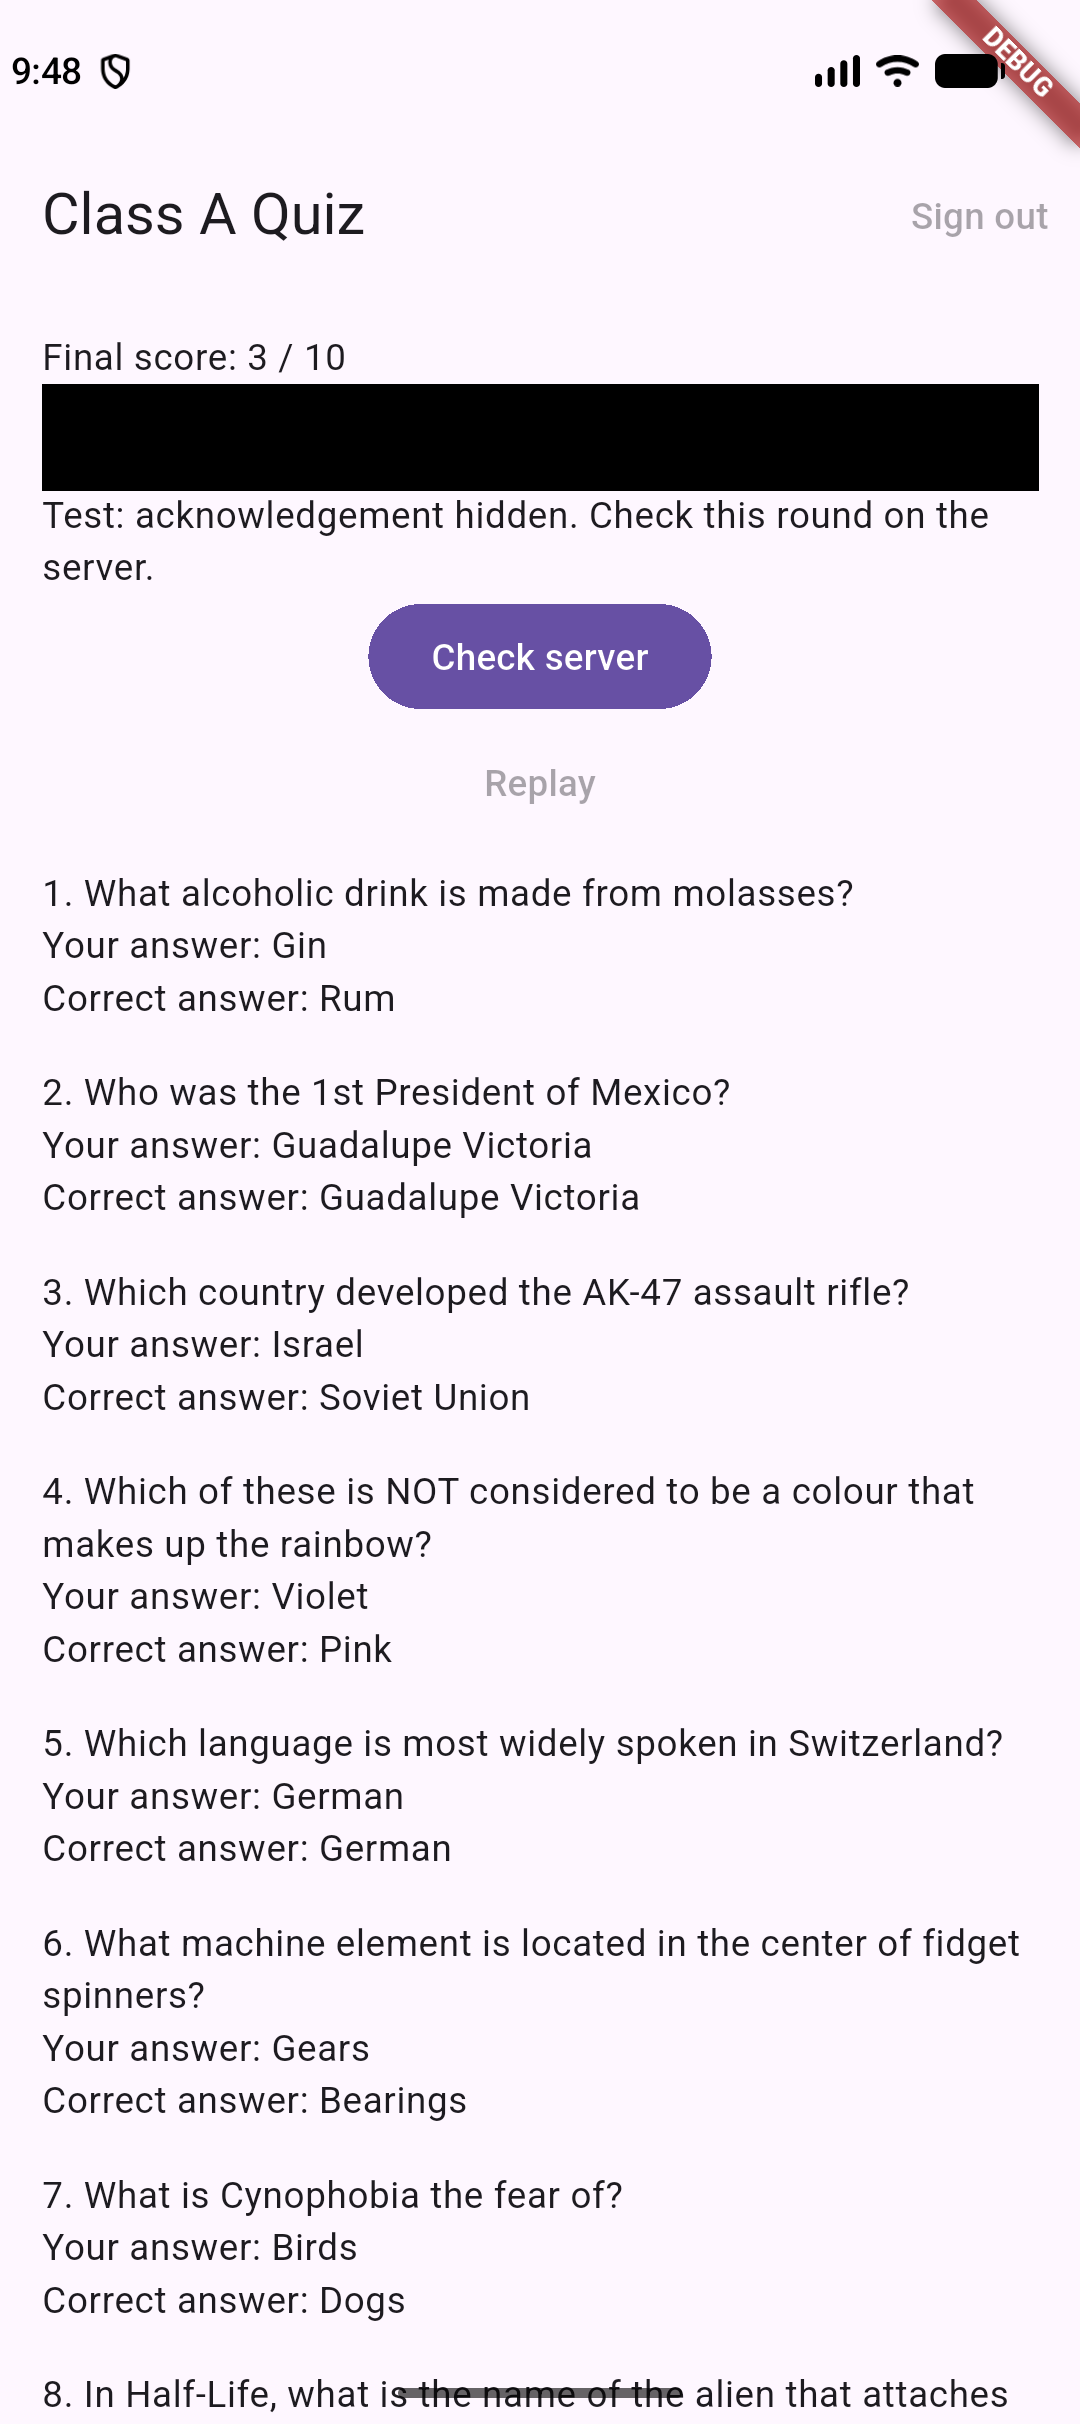 9:48
DEBUG
Class A Quiz
Sign out
Final score: 3 / 10
Test: acknowledgement hidden. Check this round on the
server.
Check server
Replay
1. What alcoholic drink is made from molasses?
Your answer: Gin
Correct answer: Rum
2. Who was the 1st President of Mexico?
Your answer: Guadalupe Victoria
Correct answer: Guadalupe Victoria
3. Which country developed the AK-47 assault rifle?
Your answer: Israel
Correct answer: Soviet Union
4. Which of these is NOT considered to be a colour that
makes up the rainbow?
Your answer: Violet
Correct answer: Pink
5. Which language is most widely spoken in Switzerland?
Your answer: German
Correct answer: German
6. What machine element is located in the center of fidget
spinners?
Your answer: Gears
Correct answer: Bearings
7. What is Cynophobia the fear of?
Your answer: Birds
Correct answer: Dogs
8. In Half-Life, what is the name of the alien that attaches